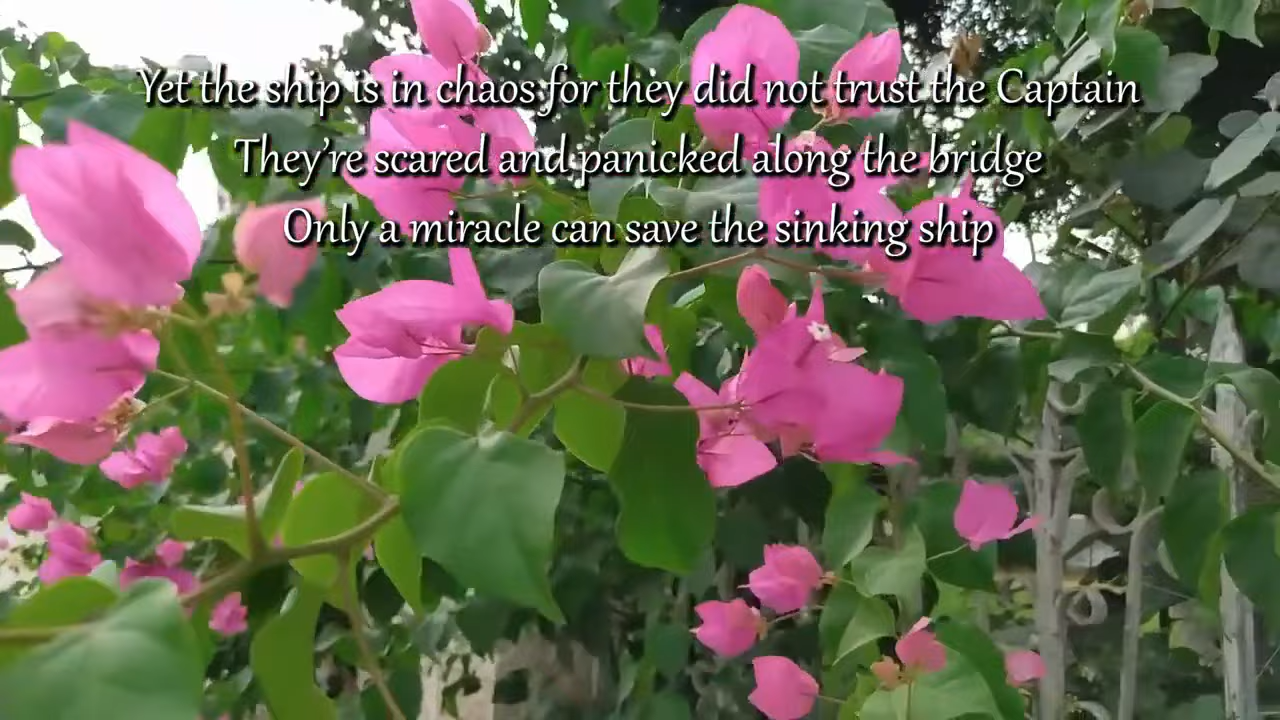 Yet the ship is in chaos for they did not trust the Captain
They're scared and panicked along the bridge
Only a miracle can save the sinking ship